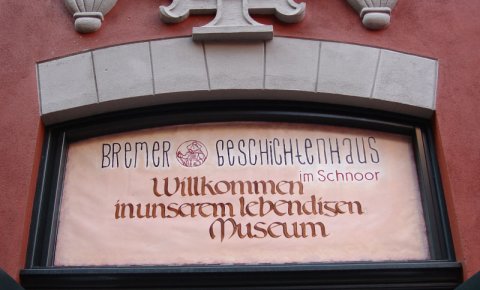 BREMER GESCHICHTENHAUS
im Schnoor
Willkommen
in unserem lebendigen
Museum